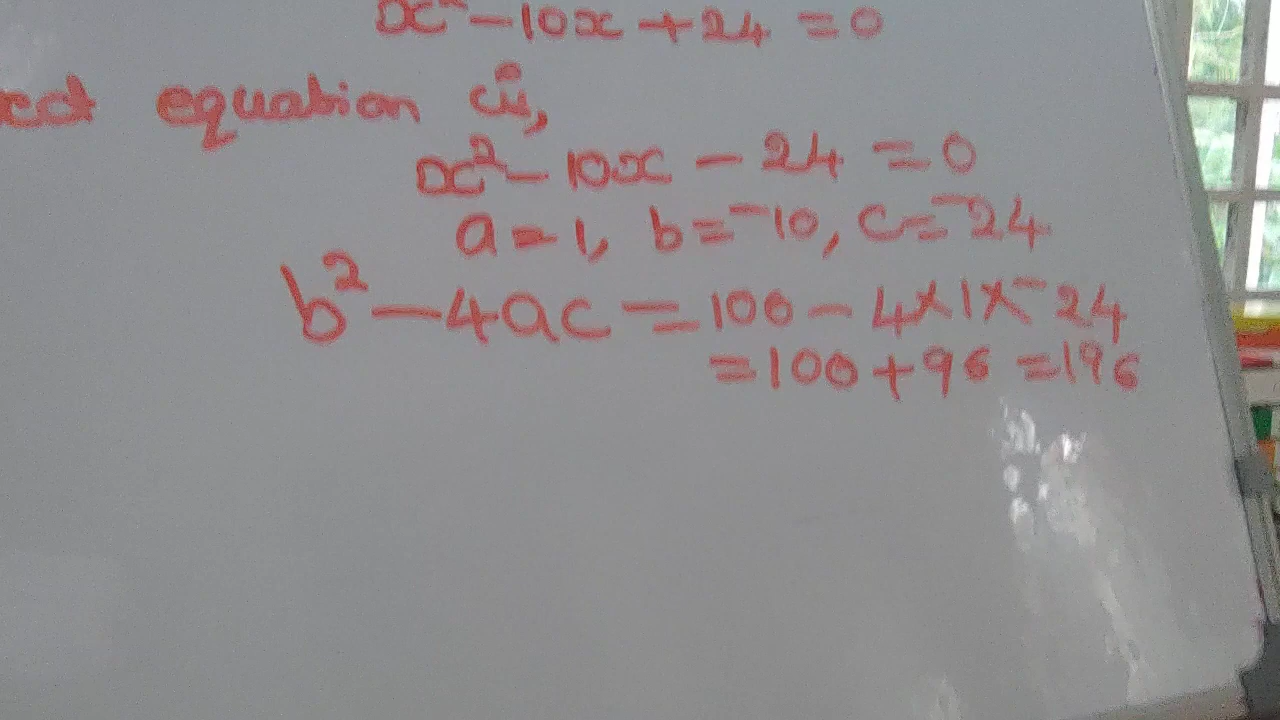 x² - 10x + 24 = 0
ect equation is,
x² - 10x - 24 = 0
a = 1, b = ⁻10, c = ⁻24
b² - 4ac = 100 - 4×1×⁻24
= 100 + 96 = 196